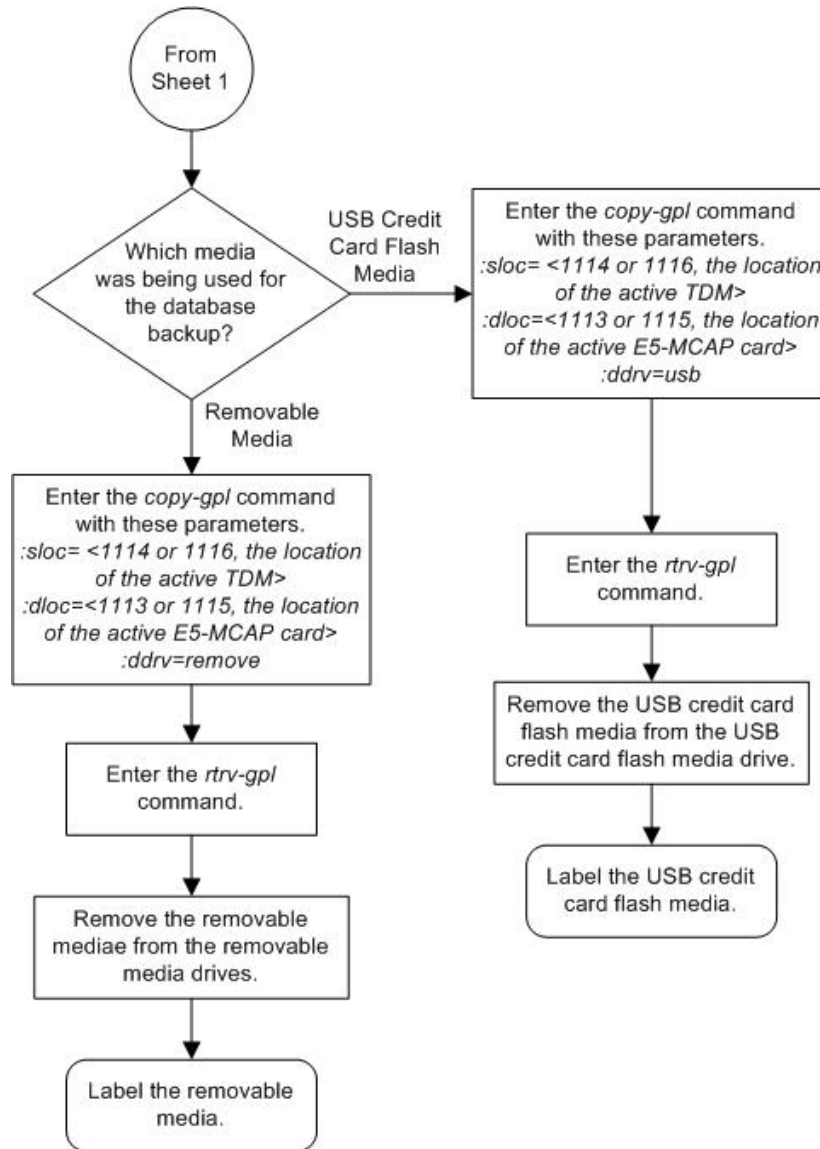 From
Sheet 1
Which media
was being used for
the database
backup?
USB Credit
Card Flash
Media
Enter the copy-gpl command
with these parameters.
:sloc= <1114 or 1116, the location
of the active TDM>
:dloc=<1113 or 1115, the location
of the active E5-MCAP card>
:ddrv=usb
Removable
Media
Enter the copy-gpl command
with these parameters.
:sloc= <1114 or 1116, the location
of the active TDM>
:dloc=<1113 or 1115, the location
of the active E5-MCAP card>
:ddrv=remove
Enter the rtrv-gpl
command.
Remove the USB credit card
flash media from the USB
credit card flash media drive.
Label the USB credit
card flash media.
Enter the rtrv-gpl
command.
Remove the removable
mediae from the removable
media drives.
Label the removable
media.